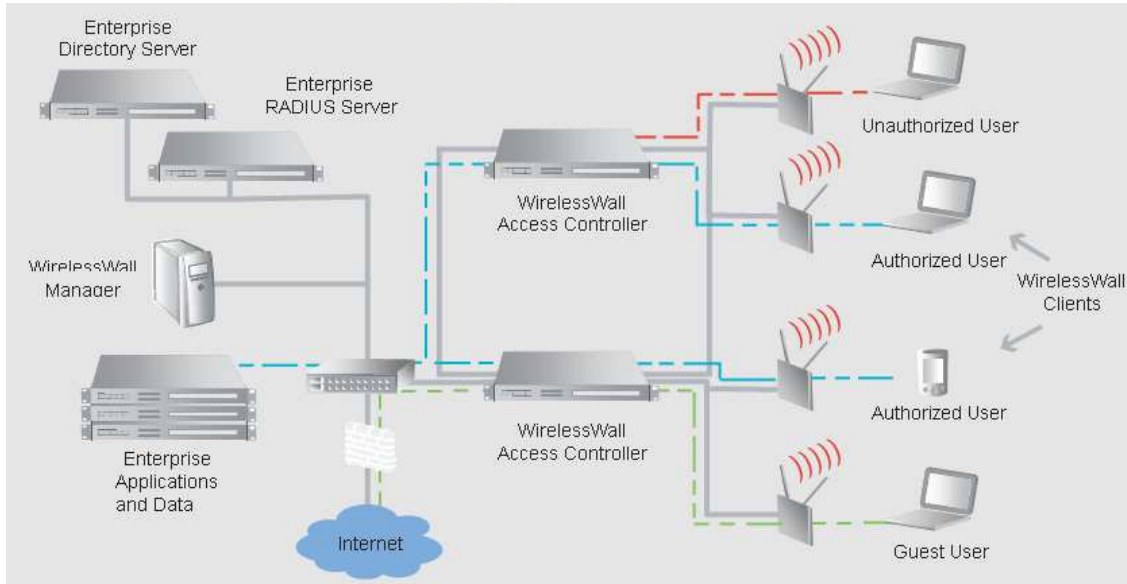 Enterprise
Directory Server
Enterprise
RADIUS Server
Unauthorized User
WirelessWall
Access Controller
Authorized User
WirelessWall
Manager
WirelessWall
Clients
Authorized User
WirelessWall
Access Controller
Enterprise
Applications
and Data
Internet
Guest User